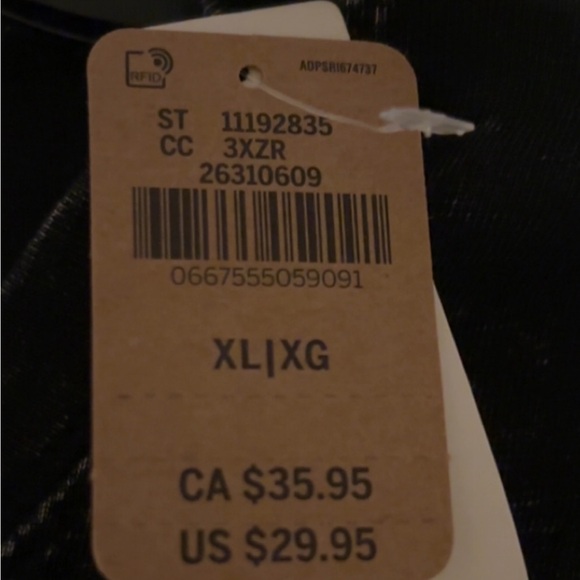 RFID
ADPSRI674737
ST 11192835
CC 3XZR
26310609
0667555059091
XL|XG
CA $35.95
US $29.95